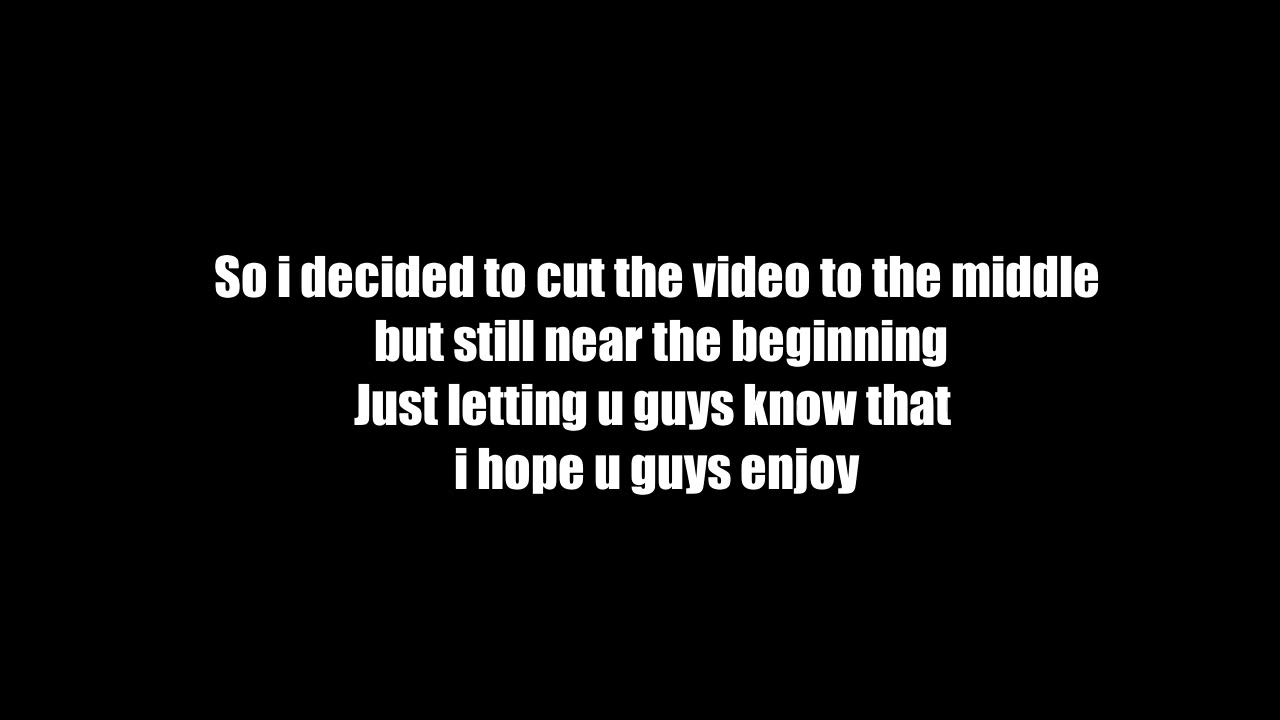 So i decided to cut the video to the middle
but still near the beginning
Just letting u guys know that
i hope u guys enjoy